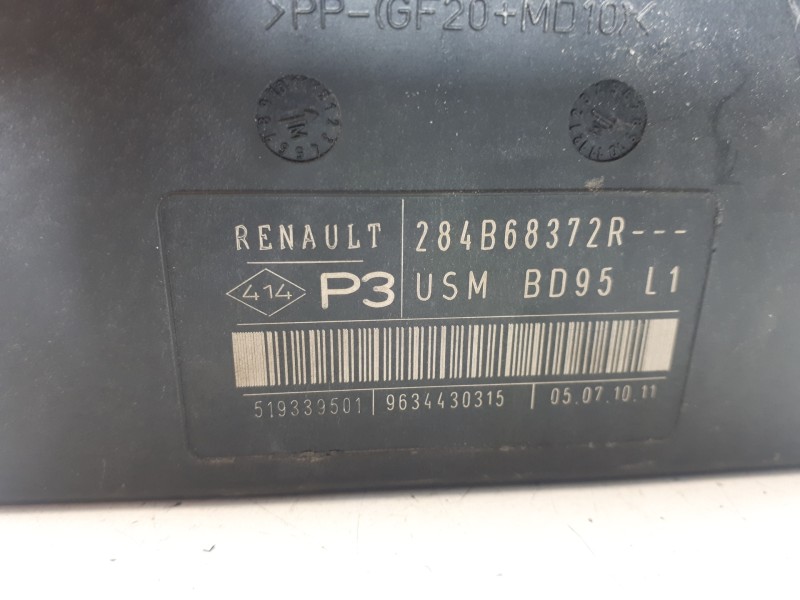 >PP-(GF20+MD10)<
RENAULT 284B68372R---
414 P3 USM BD95 L1
519339501 9634430315 05.07.10.11